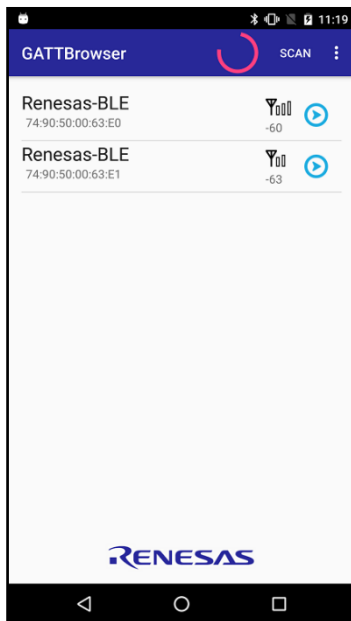 11:19
GATTBrowser
SCAN
Renesas-BLE
74:90:50:00:63:E0
-60
Renesas-BLE
74:90:50:00:63:E1
-63
RENESAS